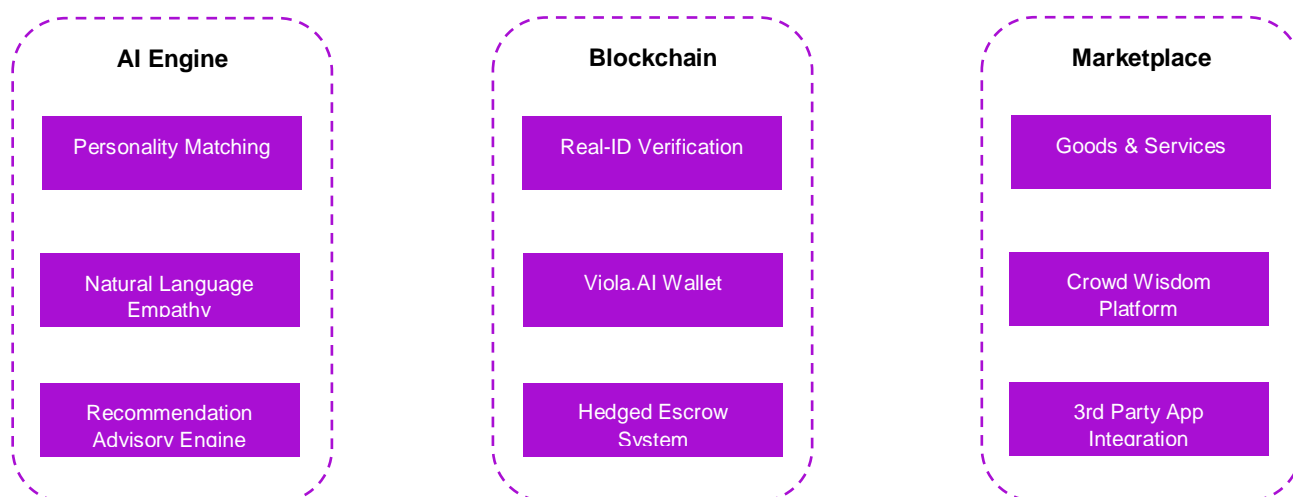 AI Engine
Personality Matching
Natural Language
Empathy
Recommendation
Advisory Engine
Blockchain
Real-ID Verification
Viola.AI Wallet
Hedged Escrow
System
Marketplace
Goods & Services
Crowd Wisdom
Platform
3rd Party App
Integration